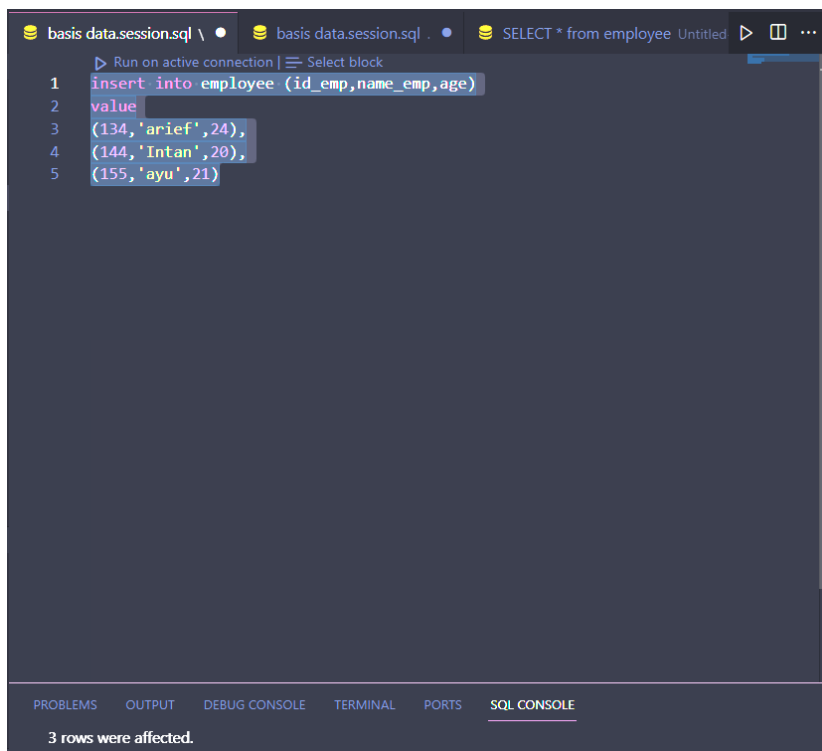 basis data.session.sql \ ● basis data.session.sql . ● SELECT * from employee Untitled ...
Run on active connection | Select block
1 insert into employee (id_emp,name_emp,age)
2 value
3 (134,'arief',24),
4 (144,'Intan',20),
5 (155,'ayu',21)
PROBLEMS OUTPUT DEBUG CONSOLE TERMINAL PORTS SQL CONSOLE
3 rows were affected.